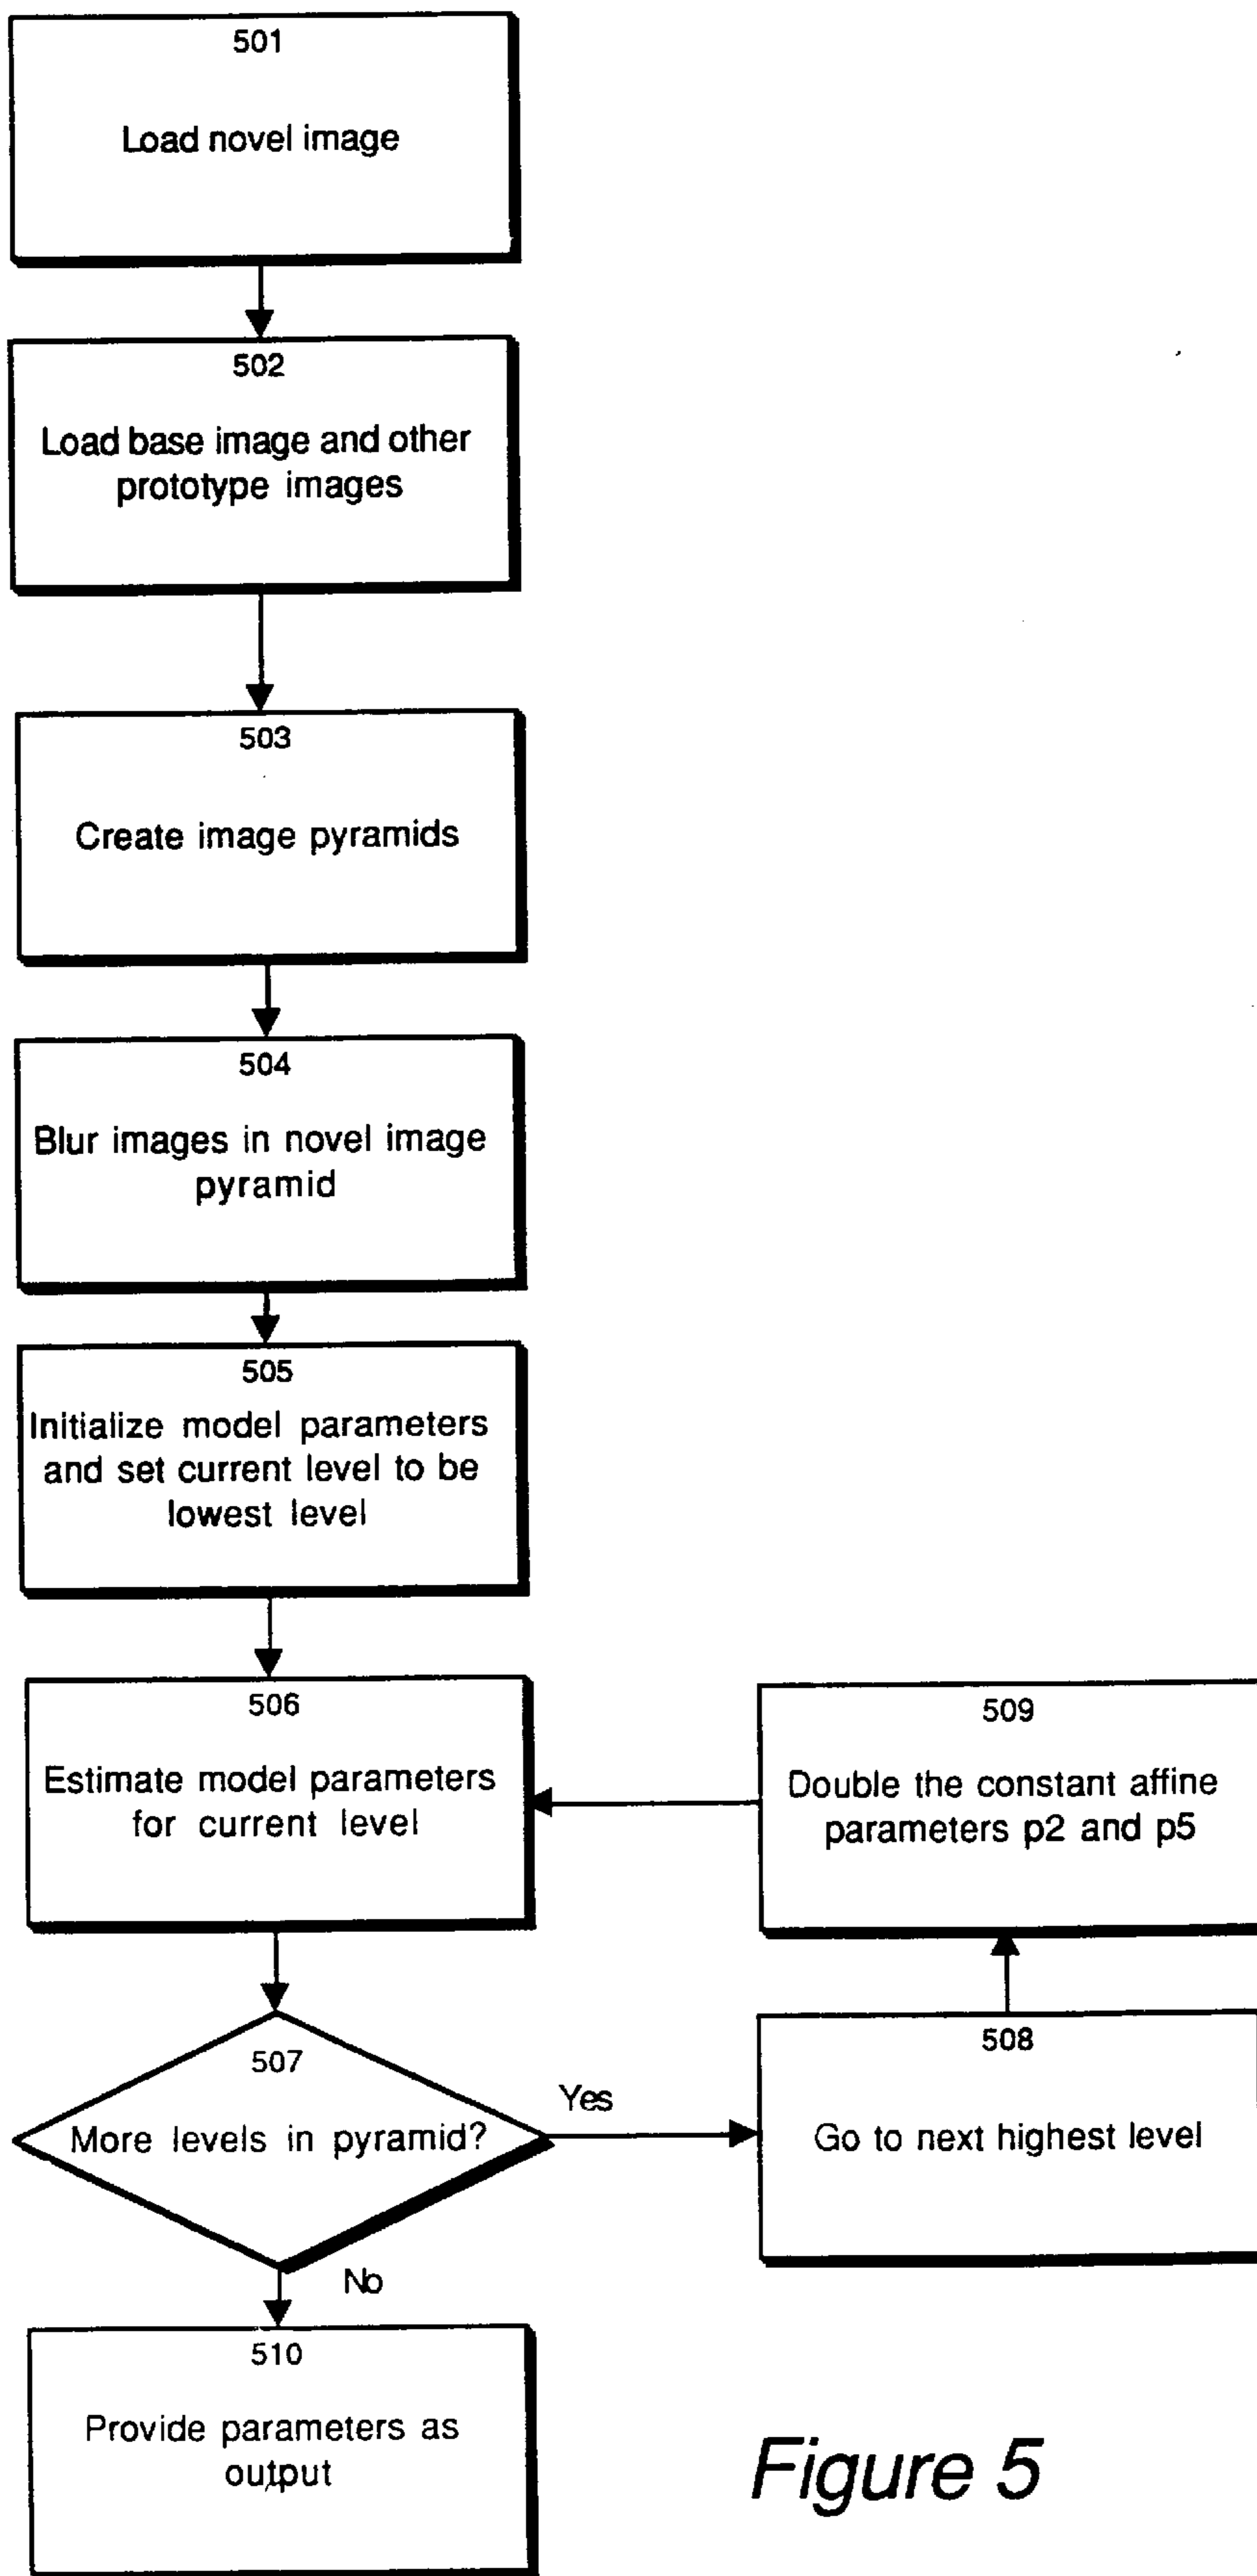 501
Load novel image
502
Load base image and other
prototype images
503
Create image pyramids
504
Blur images in novel image
pyramid
505
Initialize model parameters
and set current level to be
lowest level
506
Estimate model parameters
for current level
509
Double the constant affine
parameters p2 and p5
507
More levels in pyramid?
Yes
508
Go to next highest level
No
510
Provide parameters as
output
Figure 5